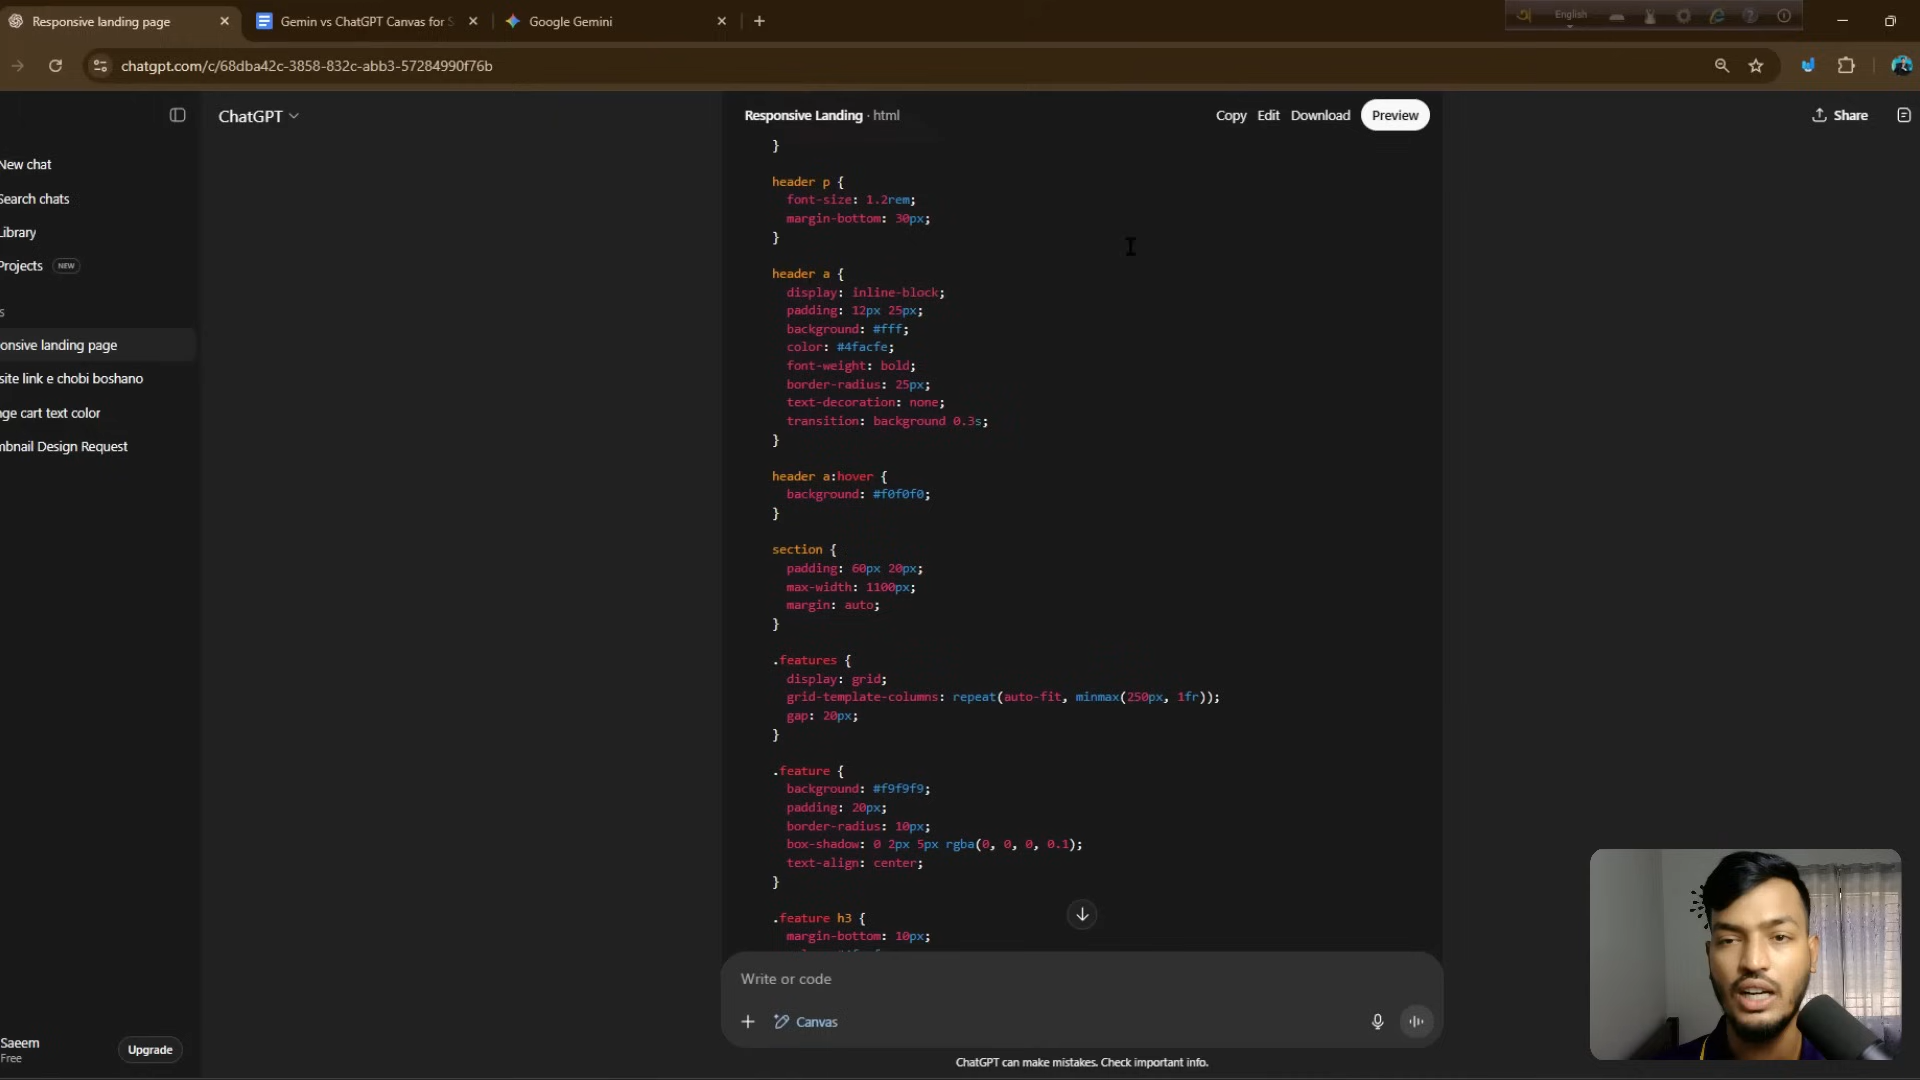 Responsive landing page
Gemin vs ChatGPT Canvas for S
Google Gemini
English
chatgpt.com/c/68dba42c-3858-832c-abb3-57284990f76b
ChatGPT
Responsive Landing · html
Copy
Edit
Download
Preview
Share
New chat
Search chats
Library
Projects
NEW
s
onsive landing page
site link e chobi boshano
nge cart text color
mbnail Design Request
}
header p {
font-size: 1.2rem;
margin-bottom: 30px;
}
header a {
display: inline-block;
padding: 12px 25px;
background: #fff;
color: #4facfe;
font-weight: bold;
border-radius: 25px;
text-decoration: none;
transition: background 0.3s;
}
header a:hover {
background: #f0f0f0;
}
section {
padding: 60px 20px;
max-width: 1100px;
margin: auto;
}
.features {
display: grid;
grid-template-columns: repeat(auto-fit, minmax(250px, 1fr));
gap: 20px;
}
.feature {
background: #f9f9f9;
padding: 20px;
border-radius: 10px;
box-shadow: 0 2px 5px rgba(0, 0, 0, 0.1);
text-align: center;
}
.feature h3 {
margin-bottom: 10px;
Write or code
Canvas
Saeem
Free
Upgrade
ChatGPT can make mistakes. Check important info.